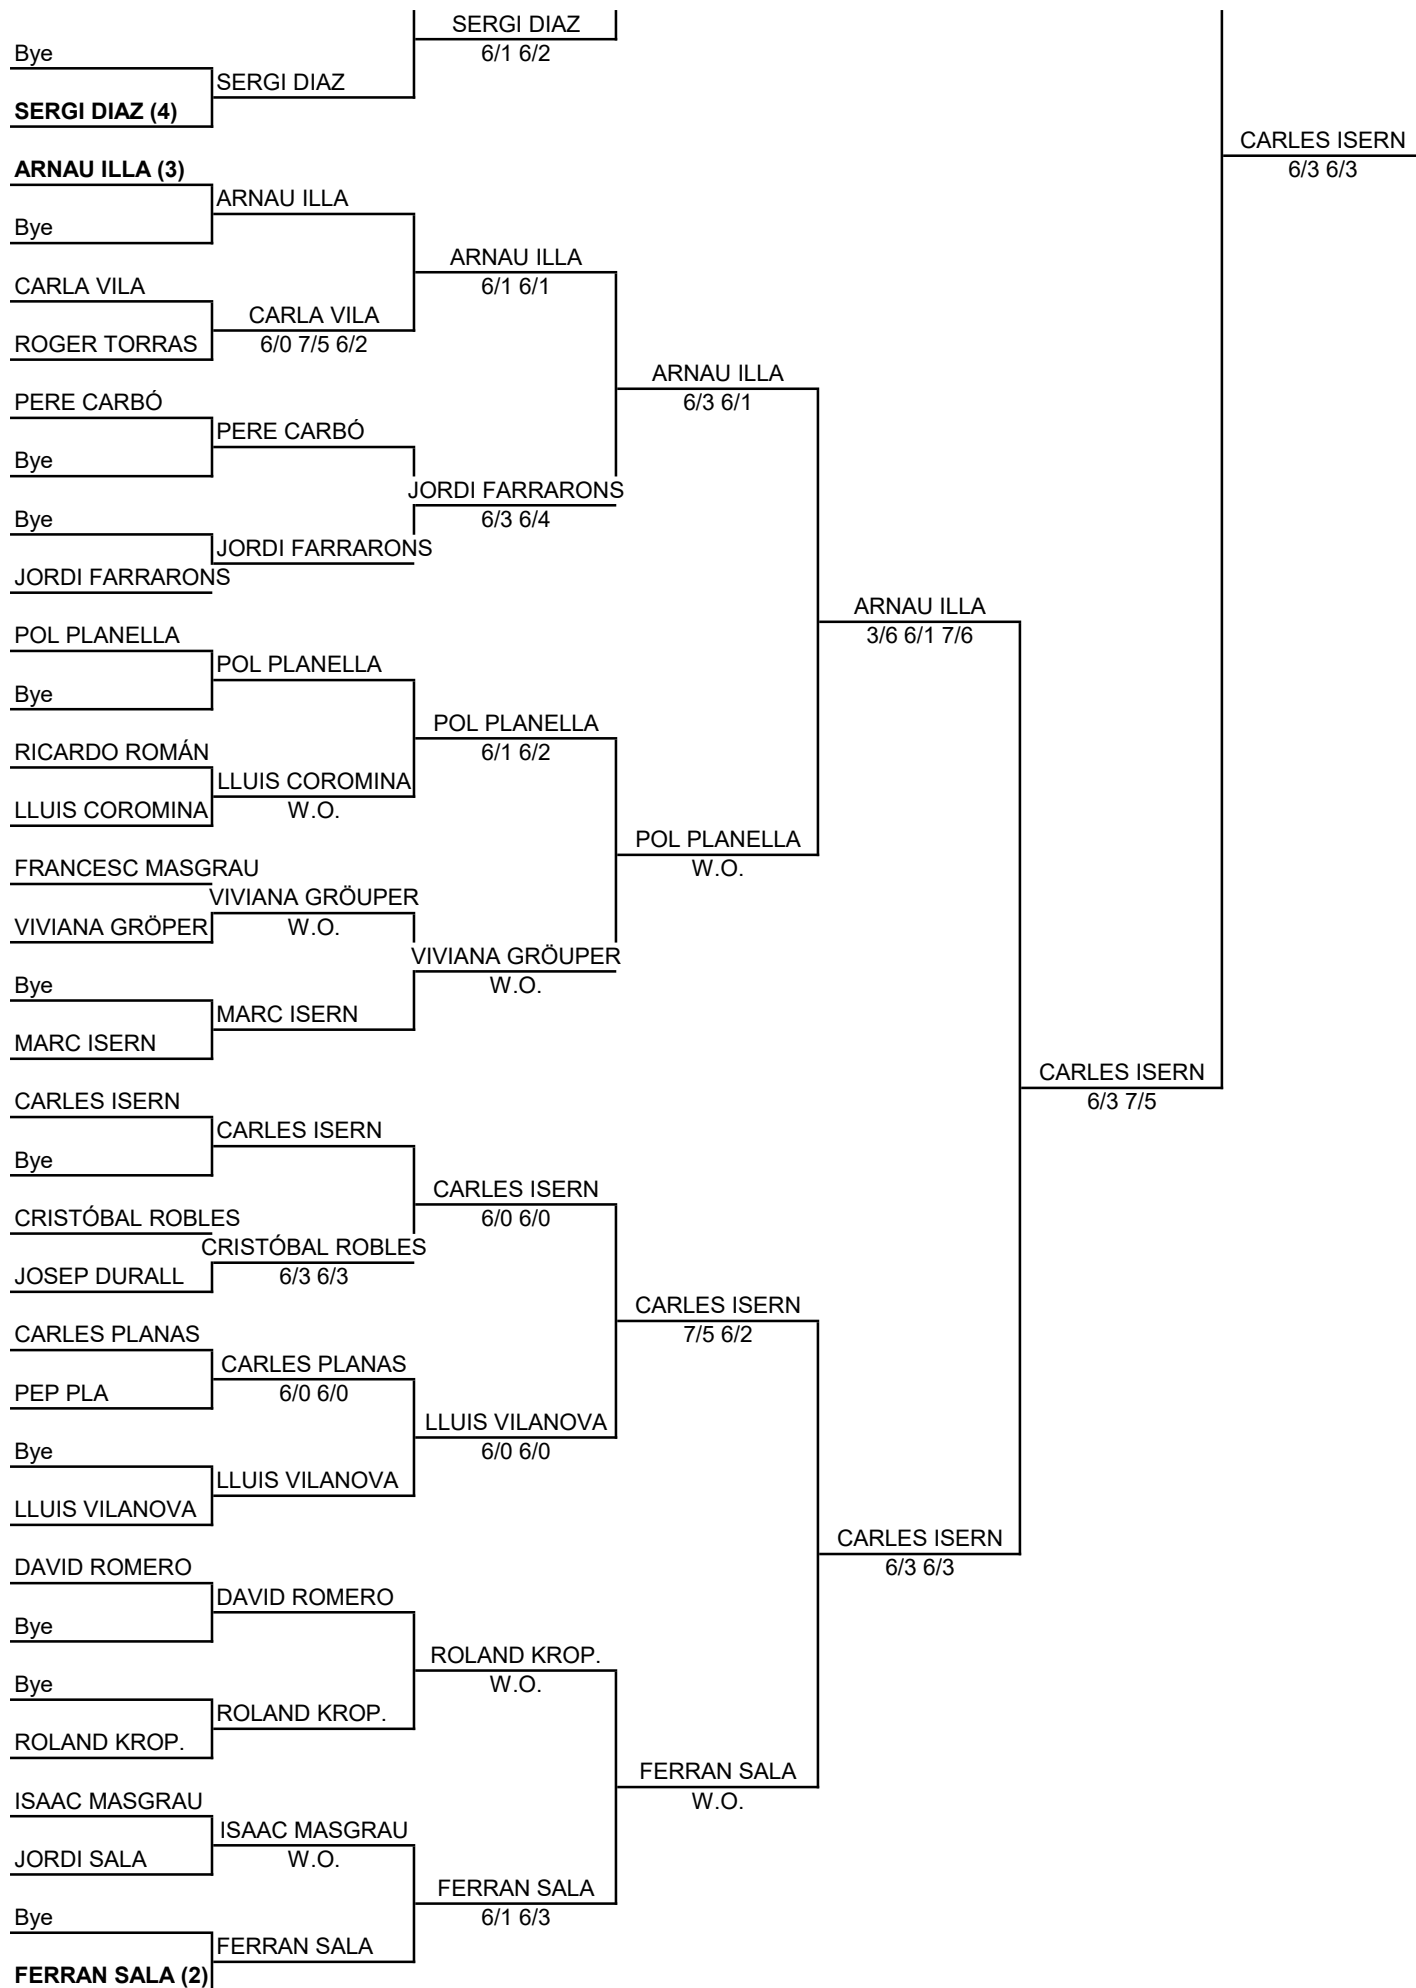 SERGI DIAZ
6/1 6/2
Bye
SERGI DIAZ
SERGI DIAZ (4)
CARLES ISERN
6/3 6/3
ARNAU ILLA (3)
ARNAU ILLA
Bye
ARNAU ILLA
6/1 6/1
CARLA VILA
CARLA VILA
6/0 7/5 6/2
ROGER TORRAS
ARNAU ILLA
6/3 6/1
PERE CARBÓ
PERE CARBÓ
Bye
JORDI FARRARONS
6/3 6/4
Bye
JORDI FARRARONS
JORDI FARRARONS
ARNAU ILLA
3/6 6/1 7/6
POL PLANELLA
POL PLANELLA
Bye
POL PLANELLA
6/1 6/2
RICARDO ROMÁN
LLUIS COROMINA
W.O.
LLUIS COROMINA
POL PLANELLA
W.O.
FRANCESC MASGRAU
VIVIANA GRÖUPER
W.O.
VIVIANA GRÖPER
VIVIANA GRÖUPER
W.O.
Bye
MARC ISERN
MARC ISERN
CARLES ISERN
6/3 7/5
CARLES ISERN
CARLES ISERN
Bye
CARLES ISERN
6/0 6/0
CRISTÓBAL ROBLES
CRISTÓBAL ROBLES
6/3 6/3
JOSEP DURALL
CARLES ISERN
7/5 6/2
CARLES PLANAS
CARLES PLANAS
6/0 6/0
PEP PLA
LLUIS VILANOVA
6/0 6/0
Bye
LLUIS VILANOVA
LLUIS VILANOVA
CARLES ISERN
6/3 6/3
DAVID ROMERO
DAVID ROMERO
Bye
ROLAND KROP.
W.O.
Bye
ROLAND KROP.
ROLAND KROP.
FERRAN SALA
W.O.
ISAAC MASGRAU
ISAAC MASGRAU
W.O.
JORDI SALA
FERRAN SALA
6/1 6/3
Bye
FERRAN SALA
FERRAN SALA (2)